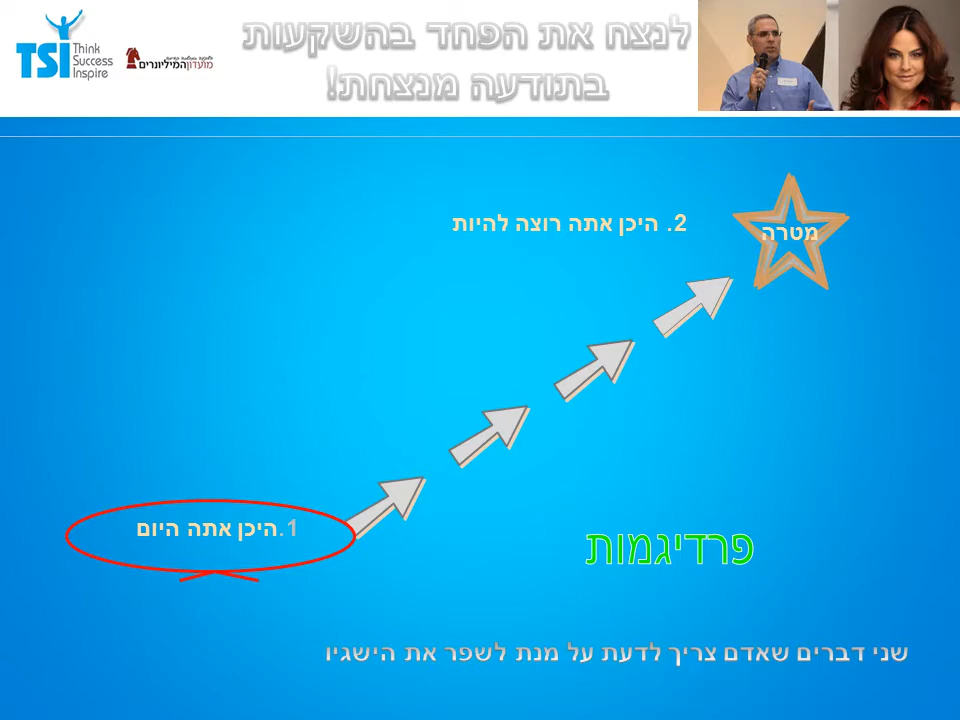 לנצח את הפחד בהשקעות
בתודעה מנצחת!
TSI Think
Success
Inspire
מועדון המיליונרים
2. היכן אתה רוצה להיות
מטרה
1. היכן אתה היום
פרדיגמות
שני דברים שאדם צריך לדעת על מנת לשפר את הישגיו